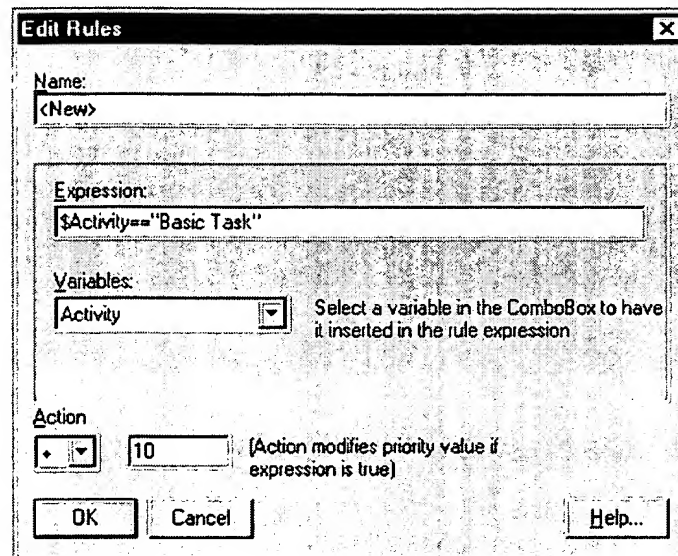 Edit Rules
Name:
<New>
Expression:
$Activity=="Basic Task"
Variables:
Activity
Select a variable in the ComboBox to have
it inserted in the rule expression
Action
+
10
(Action modifies priority value if
expression is true)
OK
Cancel
Help...